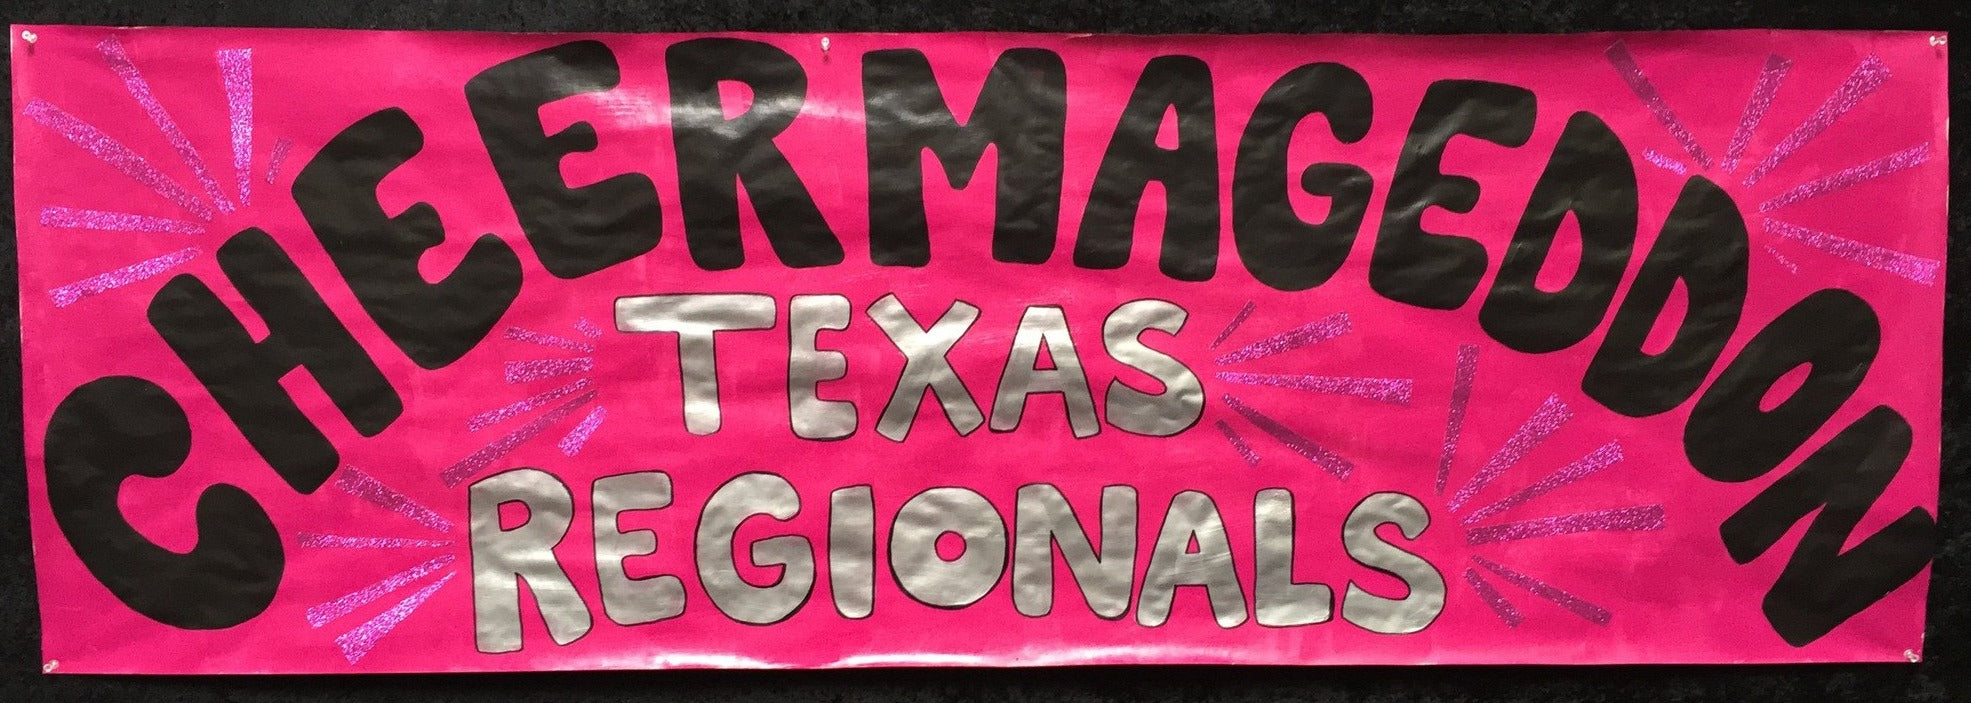 CHEERMAGEDDON
TEXAS
REGIONALS